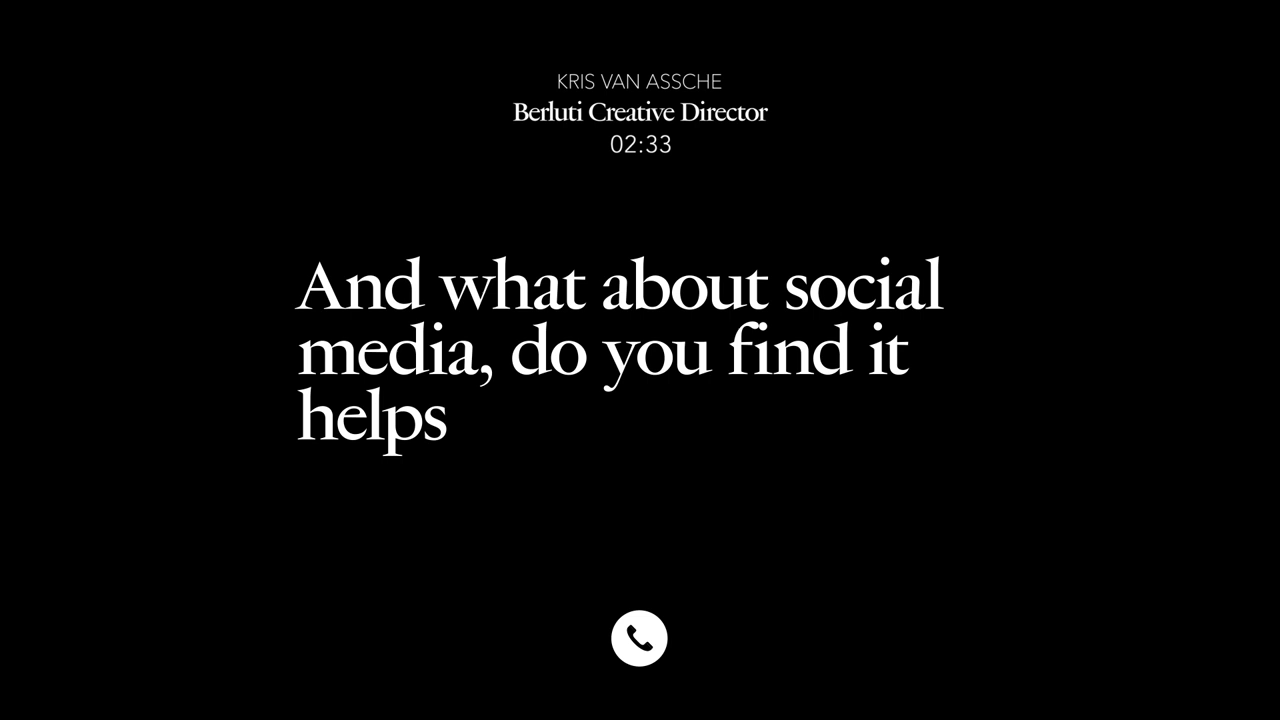 KRIS VAN ASSCHE
Berluti Creative Director
02:33
And what about social
media, do you find it
helps